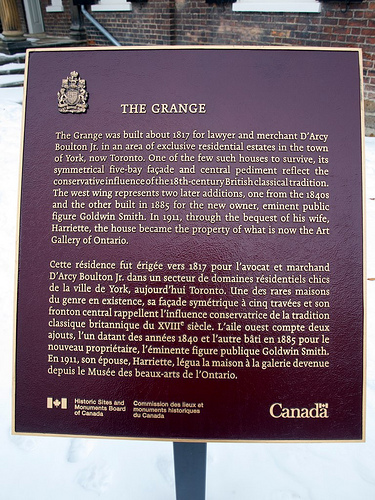 THE GRANGE
The Grange was built about 1817 for lawyer and merchant D'Arcy
Boulton Jr. in an area of exclusive residential estates in the town
of York, now Toronto. One of the few such houses to survive, its
symmetrical five-bay façade and central pediment reflect the
conservative influence of the 18th-century British classical tradition.
The west wing represents two later additions, one from the 1840s
and the other built in 1885 for the new owner, eminent public
figure Goldwin Smith. In 1911, through the bequest of his wife,
Harriette, the house became the property of what is now the Art
Gallery of Ontario.
Cette résidence fut érigée vers 1817 pour l'avocat et marchand
D'Arcy Boulton Jr. dans un secteur de domaines résidentiels chics
de la ville de York, aujourd'hui Toronto. Une des rares maisons
du genre en existence, sa façade symétrique à cinq travées et son
fronton central rappellent l'influence conservatrice de la tradition
classique britannique du XVIIIe siècle. L'aile ouest compte deux
ajouts, l'un datant des années 1840 et l'autre bâti en 1885 pour le
nouveau propriétaire, l'éminente figure publique Goldwin Smith.
En 1911, son épouse, Harriette, légua la maison à la galerie devenue
depuis le Musée des beaux-arts de l'Ontario.
Historic Sites and
Monuments Board
of Canada
Commission des lieux et
monuments historiques
du Canada
Canada